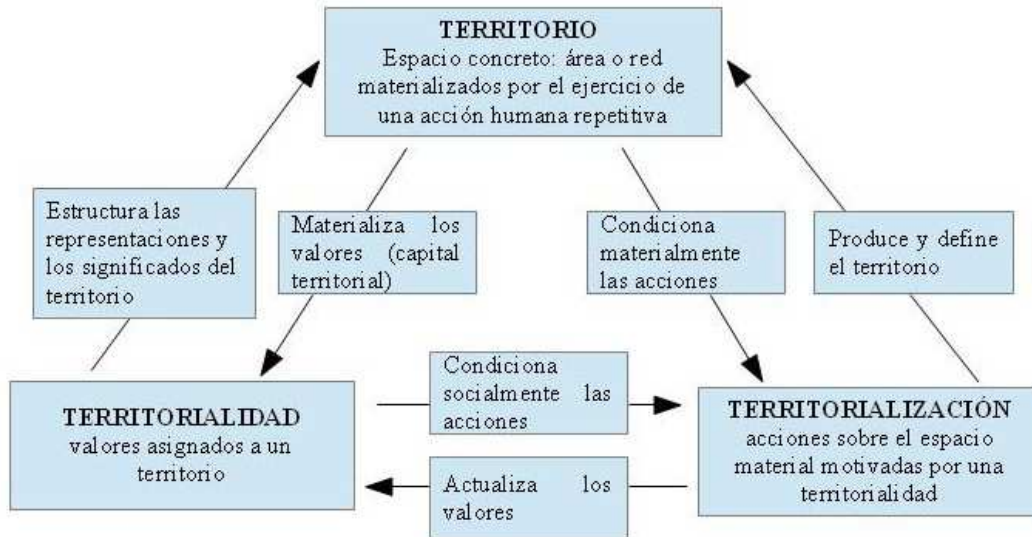 TERRITORIO
Espacio concreto: área o red
materializados por el ejercicio de
una acción humana repetitiva
Estructura las
representaciones y
los significados del
territorio
Materializa los
valores (capital
territorial)
Condiciona
materialmente
las acciones
Produce y define
el territorio
TERRITORIALIDAD
valores asignados a un
territorio
Condiciona
socialmente las
acciones
Actualiza los
valores
TERRITORIALIZACIÓN
acciones sobre el espacio
material motivadas por una
territorialidad